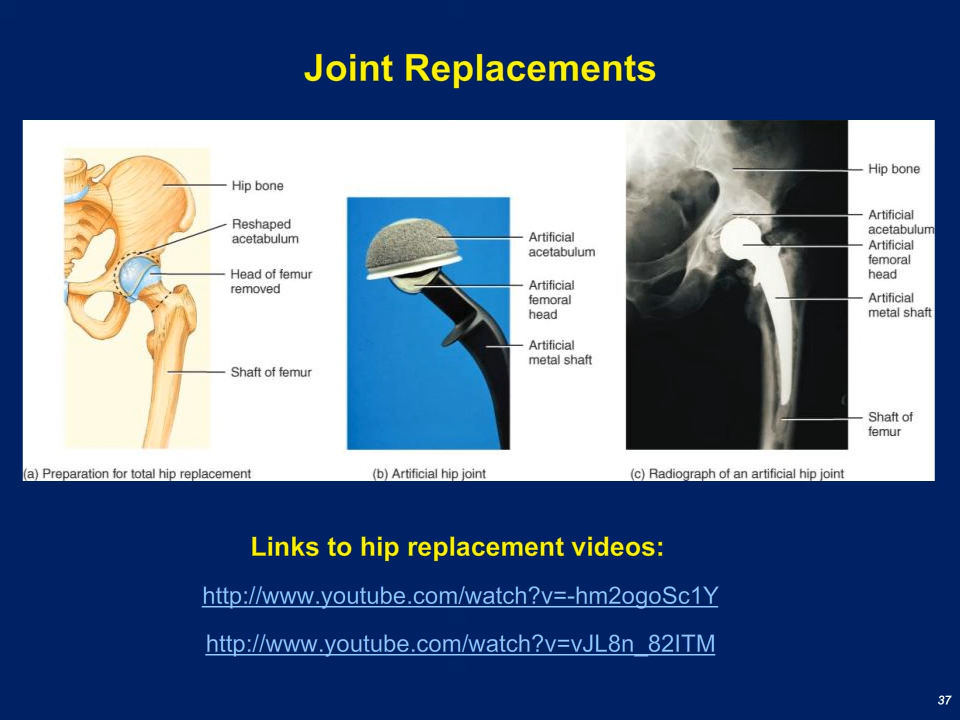 Joint Replacements
Hip bone
Reshaped
acetabulum
Head of femur
removed
Shaft of femur
(a) Preparation for total hip replacement
Artificial
acetabulum
Artificial
femoral
head
Artificial
metal shaft
(b) Artificial hip joint
Hip bone
Artificial
acetabulum
Artificial
femoral
head
Artificial
metal shaft
Shaft of
femur
(c) Radiograph of an artificial hip joint
Links to hip replacement videos:
http://www.youtube.com/watch?v=-hm2ogoSc1Y
http://www.youtube.com/watch?v=vJL8n_82ITM
37